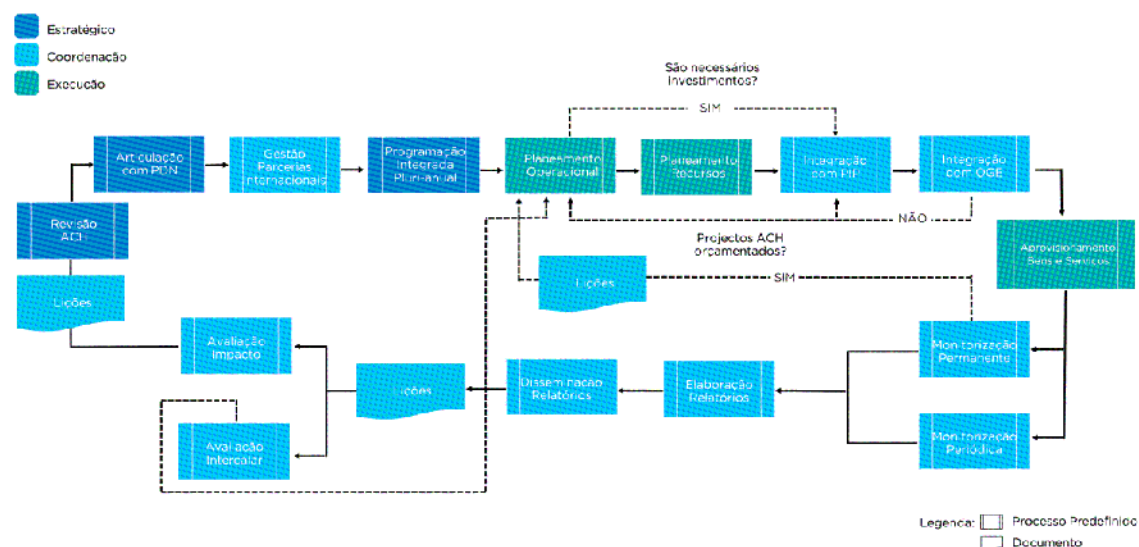 Estratégico
Coordenação
Execução
São necessários
investimentos?
SIM
Articulação
com PDN
Gestão
Parcerias
Internacionais
Programação
Integrada
Pluri-anual
Planeamento
Operacional
Planeamento
Recursos
Integração
com PIP
Integração
com OGE
Revisão
ACH
NÃO
Projectos ACH
orçamentados?
SIM
Aprovisionamento
Bens e Serviços
Lições
Lições
Avaliação
Impacto
Monitorização
Permanente
Lições
Disseminação
Relatórios
Elaboração
Relatórios
Avaliação
Intercalar
Monitorização
Periódica
Legenda:
Processo Predefinido
Documento